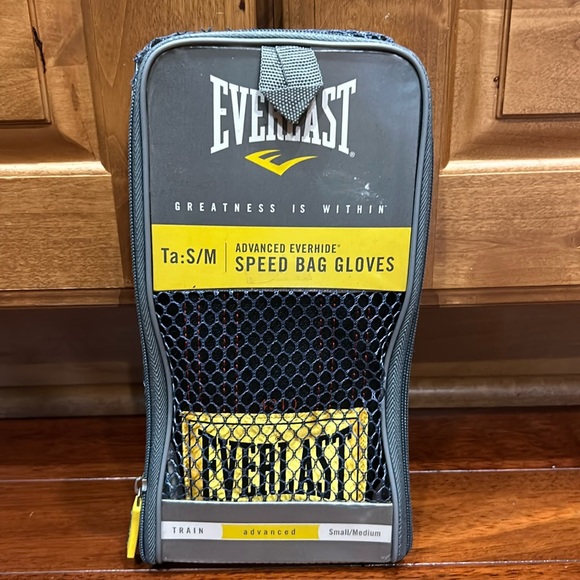 EVERLAST®
GREATNESS IS WITHIN
Ta:S/M
ADVANCED EVERHIDE®
SPEED BAG GLOVES
EVERLAST
TRAIN advanced Small/Medium